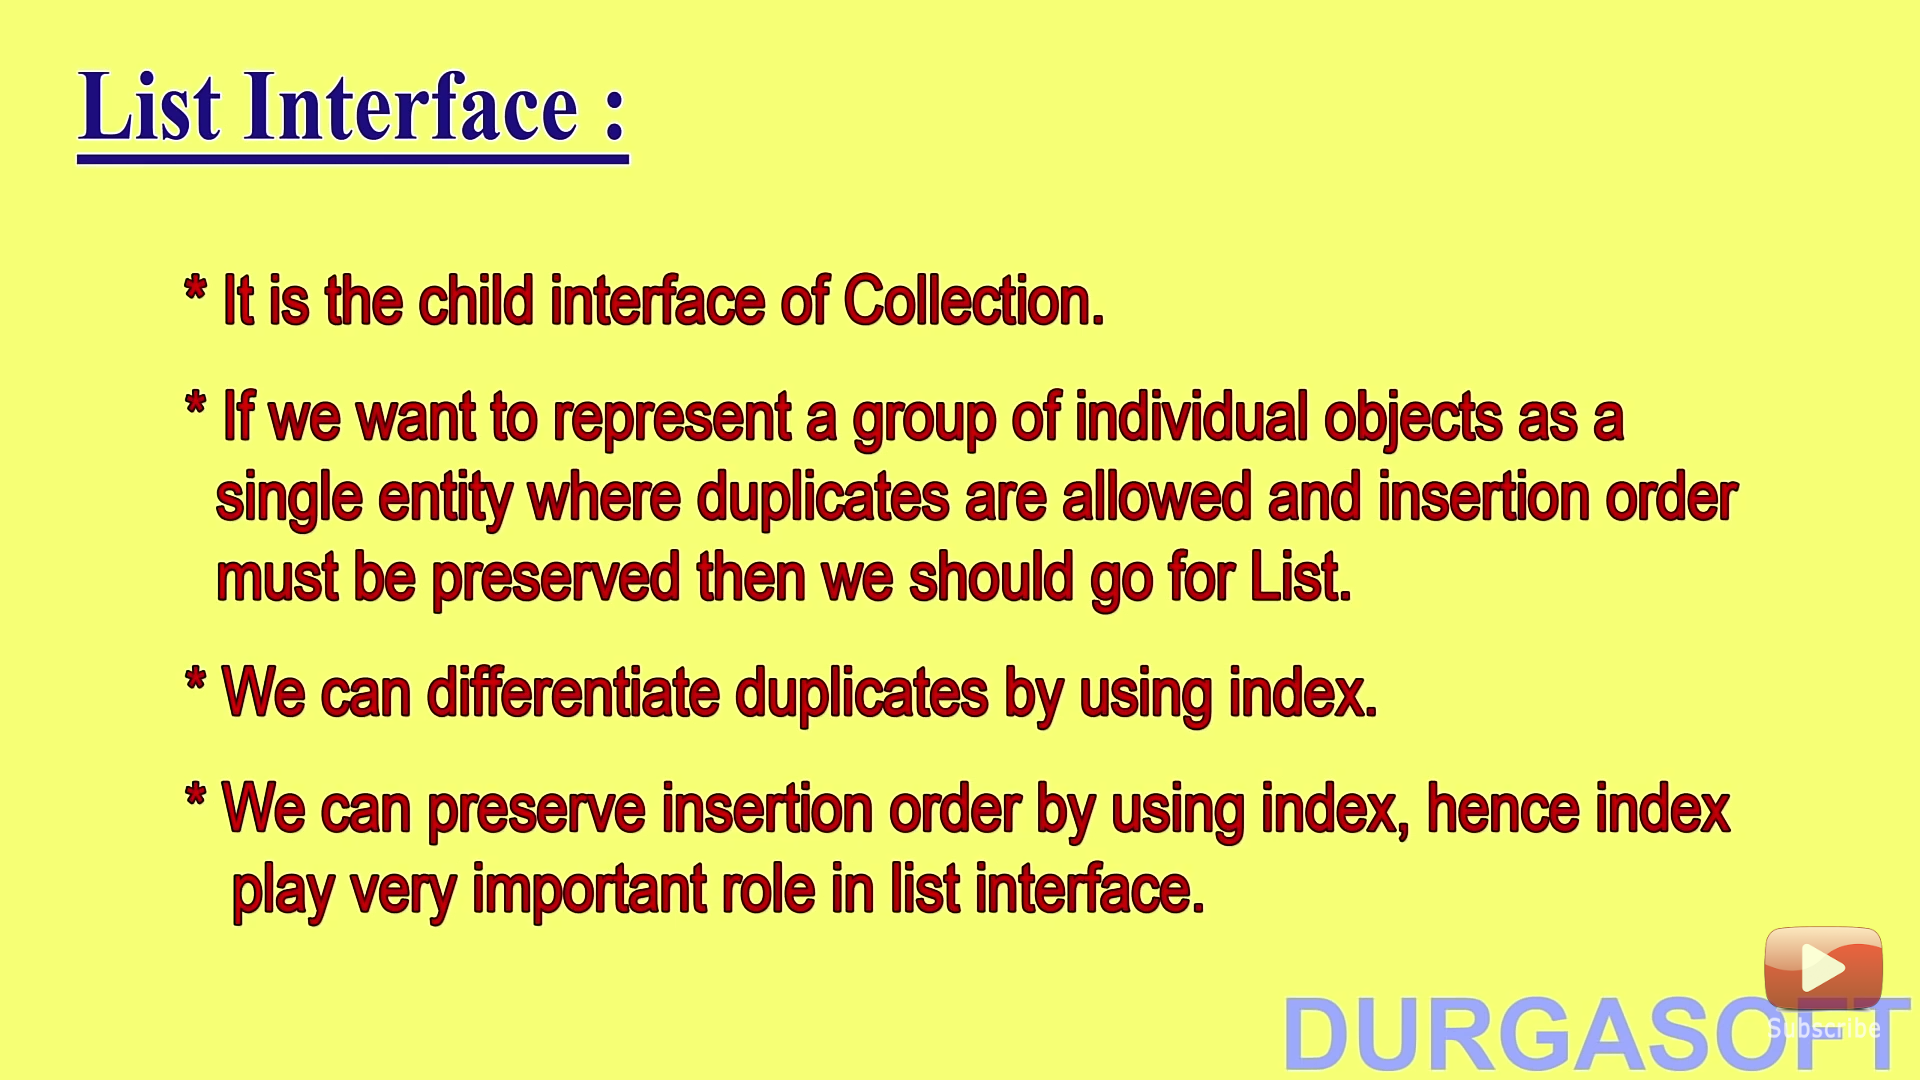 List Interface :
* It is the child interface of Collection.
* If we want to represent a group of individual objects as a
single entity where duplicates are allowed and insertion order
must be preserved then we should go for List.
* We can differentiate duplicates by using index.
* We can preserve insertion order by using index, hence index
play very important role in list interface.
DURGASOFT
Subscribe